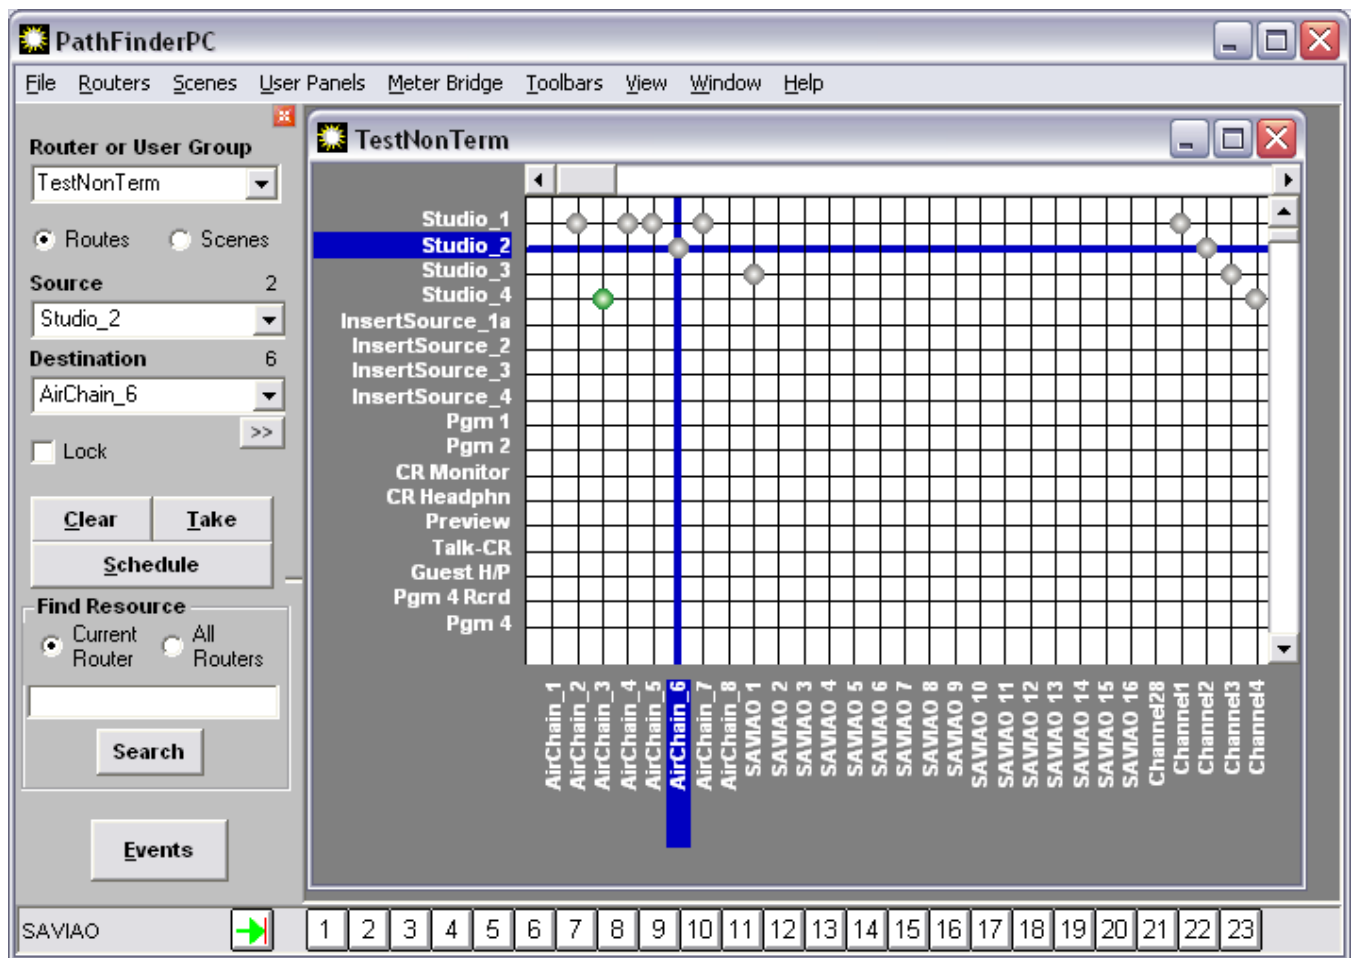 PathFinderPC
File Routers Scenes User Panels Meter Bridge Toolbars View Window Help
Router or User Group
TestNonTerm
Routes Scenes
Source 2
Studio_2
Destination 6
AirChain_6
>>
Lock
Clear Take
Schedule
Find Resource
Current Router
All Routers
Search
Events
TestNonTerm
Studio_1
Studio_2
Studio_3
Studio_4
InsertSource_1a
InsertSource_2
InsertSource_3
InsertSource_4
Pgm 1
Pgm 2
CR Monitor
CR Headphn
Preview
Talk-CR
Guest H/P
Pgm 4 Rcrd
Pgm 4
AirChain_1
AirChain_2
AirChain_3
AirChain_4
AirChain_5
AirChain_6
AirChain_7
AirChain_8
SAVIAO 1
SAVIAO 2
SAVIAO 3
SAVIAO 4
SAVIAO 5
SAVIAO 6
SAVIAO 7
SAVIAO 8
SAVIAO 9
SAVIAO 10
SAVIAO 11
SAVIAO 12
SAVIAO 13
SAVIAO 14
SAVIAO 15
SAVIAO 16
Channel28
Channel1
Channel2
Channel3
Channel4
SAVIAO 1 2 3 4 5 6 7 8 9 10 11 12 13 14 15 16 17 18 19 20 21 22 23